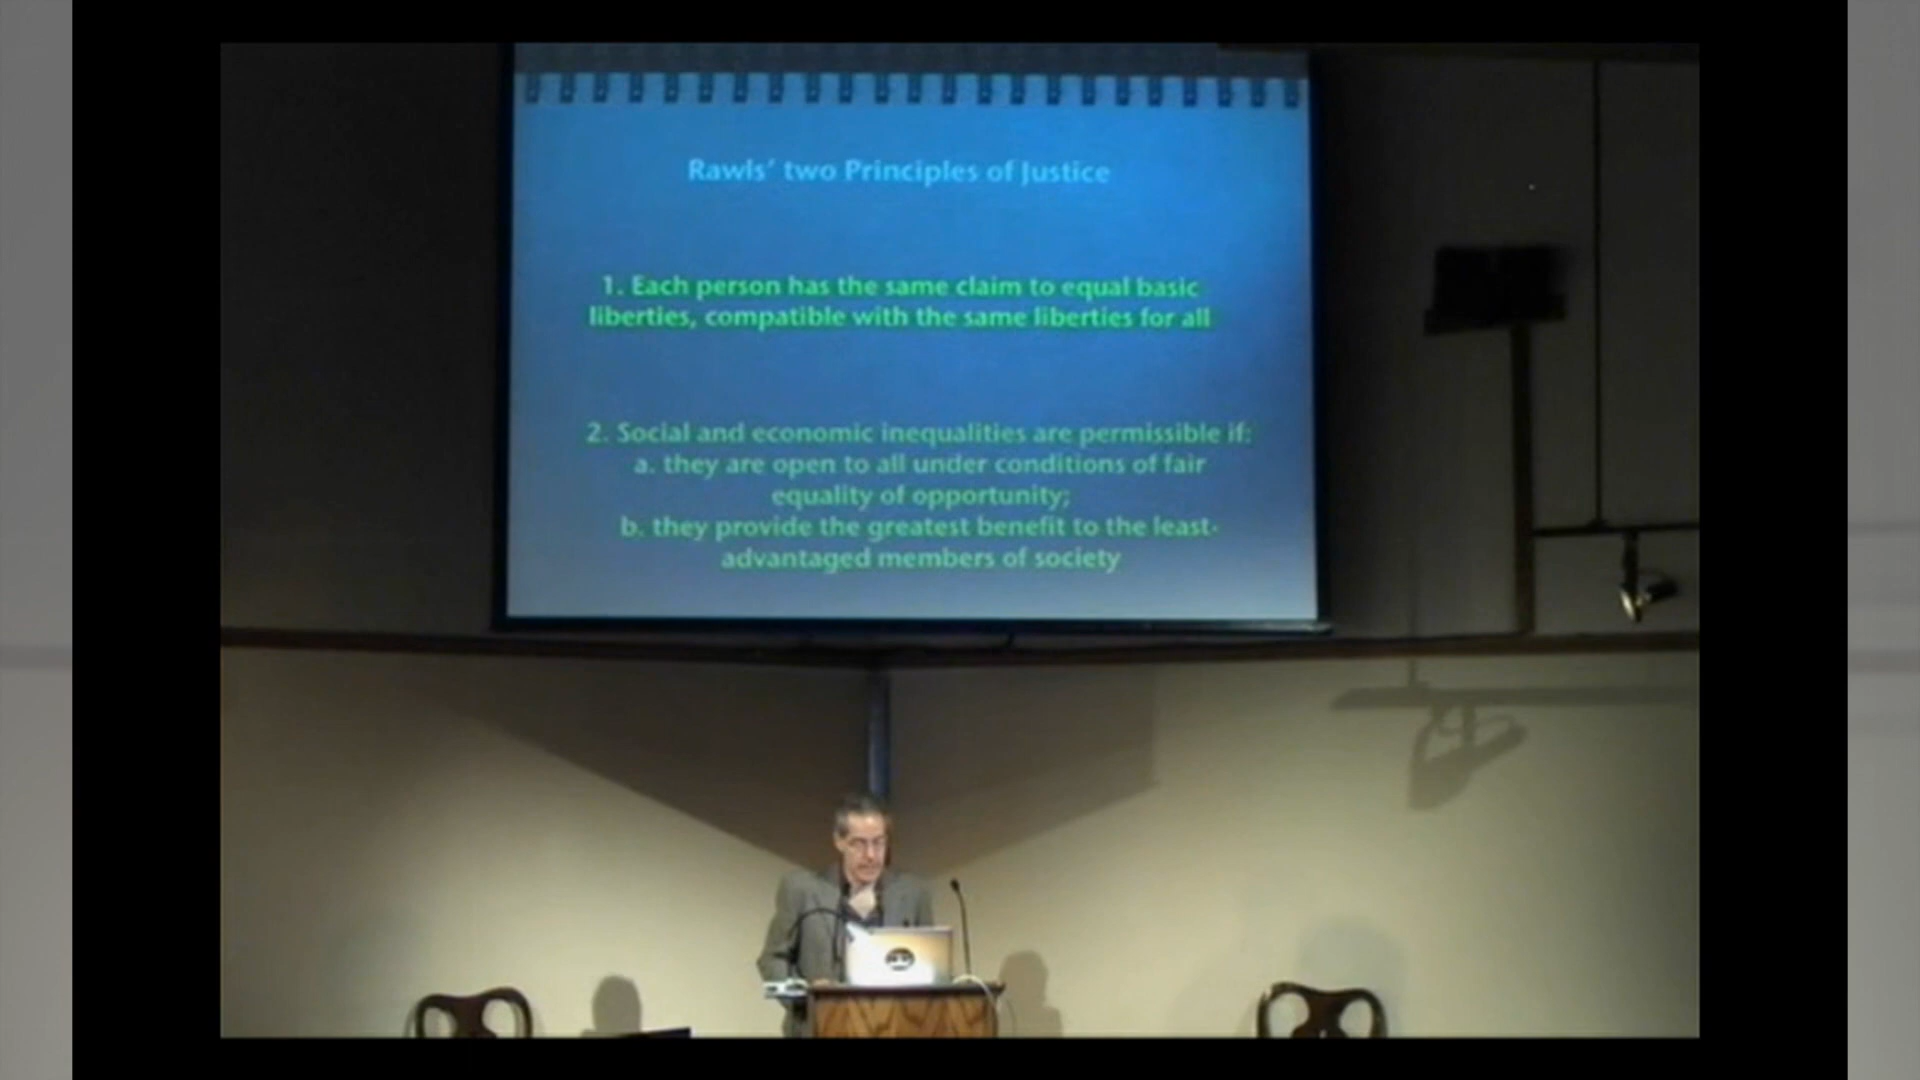 Rawls' two Principles of Justice
1. Each person has the same claim to equal basic
liberties, compatible with the same liberties for all
2. Social and economic inequalities are permissible if:
a. they are open to all under conditions of fair
equality of opportunity;
b. they provide the greatest benefit to the least-
advantaged members of society